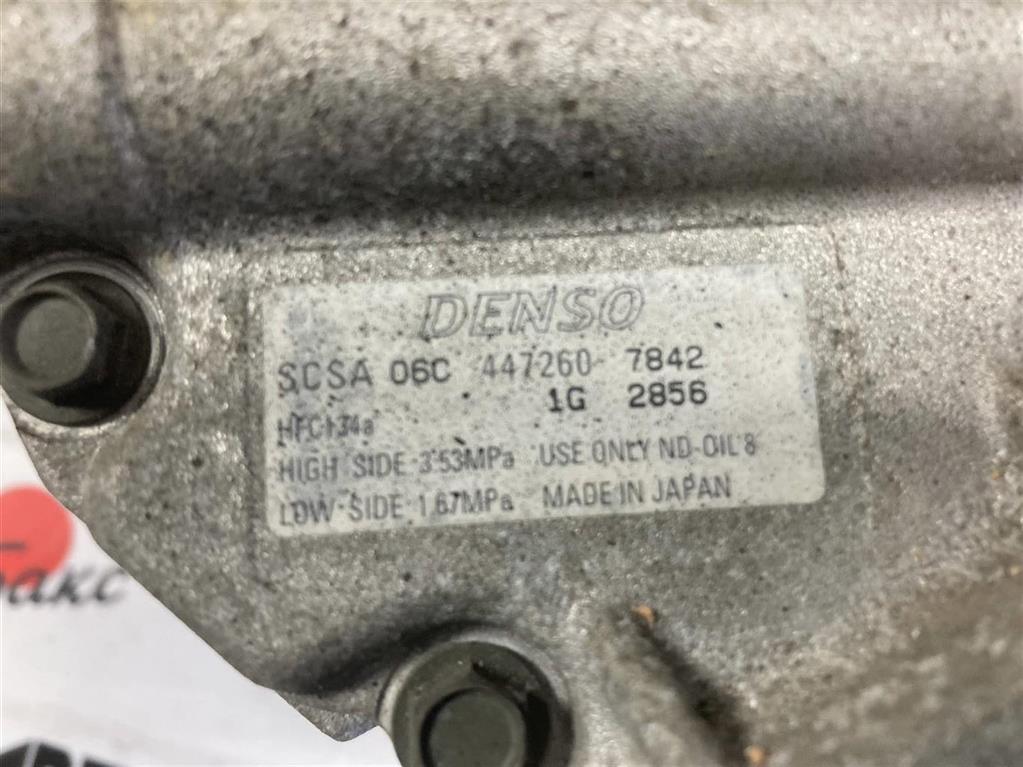 DENSO
SCSA 06C 447260-7842
1G 2856
HFC134a
HIGH SIDE 3.53MPa USE ONLY ND-OIL 8
LOW SIDE 1.67MPa MADE IN JAPAN